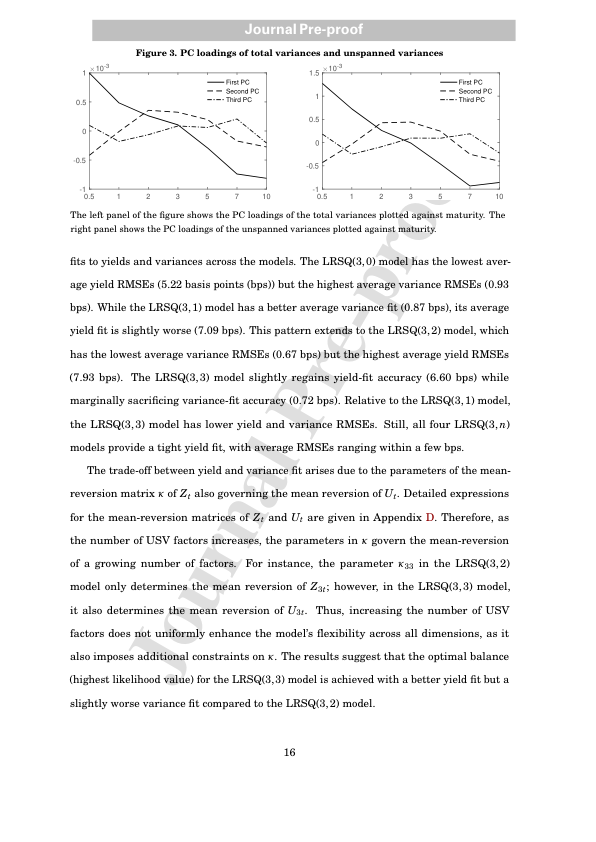 Journal Pre-proof
Figure 3. PC loadings of total variances and unspanned variances
×10-3
1
0.5
0
-0.5
-1
0.5 1 2 3 5 7 10
First PC
Second PC
Third PC
×10-3
1.5
1
0.5
0
-0.5
-1
0.5 1 2 3 5 7 10
First PC
Second PC
Third PC
The left panel of the figure shows the PC loadings of the total variances plotted against maturity. The
right panel shows the PC loadings of the unspanned variances plotted against maturity.
fits to yields and variances across the models. The LRSQ(3,0) model has the lowest aver-
age yield RMSEs (5.22 basis points (bps)) but the highest average variance RMSEs (0.93
bps). While the LRSQ(3,1) model has a better average variance fit (0.87 bps), its average
yield fit is slightly worse (7.09 bps). This pattern extends to the LRSQ(3,2) model, which
has the lowest average variance RMSEs (0.67 bps) but the highest average yield RMSEs
(7.93 bps). The LRSQ(3,3) model slightly regains yield-fit accuracy (6.60 bps) while
marginally sacrificing variance-fit accuracy (0.72 bps). Relative to the LRSQ(3,1) model,
the LRSQ(3,3) model has lower yield and variance RMSEs. Still, all four LRSQ(3,n)
models provide a tight yield fit, with average RMSEs ranging within a few bps.
The trade-off between yield and variance fit arises due to the parameters of the mean-
reversion matrix κ of Zt also governing the mean reversion of Ut. Detailed expressions
for the mean-reversion matrices of Zt and Ut are given in Appendix D. Therefore, as
the number of USV factors increases, the parameters in κ govern the mean-reversion
of a growing number of factors. For instance, the parameter κ33 in the LRSQ(3,2)
model only determines the mean reversion of Z3t; however, in the LRSQ(3,3) model,
it also determines the mean reversion of U3t. Thus, increasing the number of USV
factors does not uniformly enhance the model's flexibility across all dimensions, as it
also imposes additional constraints on κ. The results suggest that the optimal balance
(highest likelihood value) for the LRSQ(3,3) model is achieved with a better yield fit but a
slightly worse variance fit compared to the LRSQ(3,2) model.
16
Journal Pre-proof